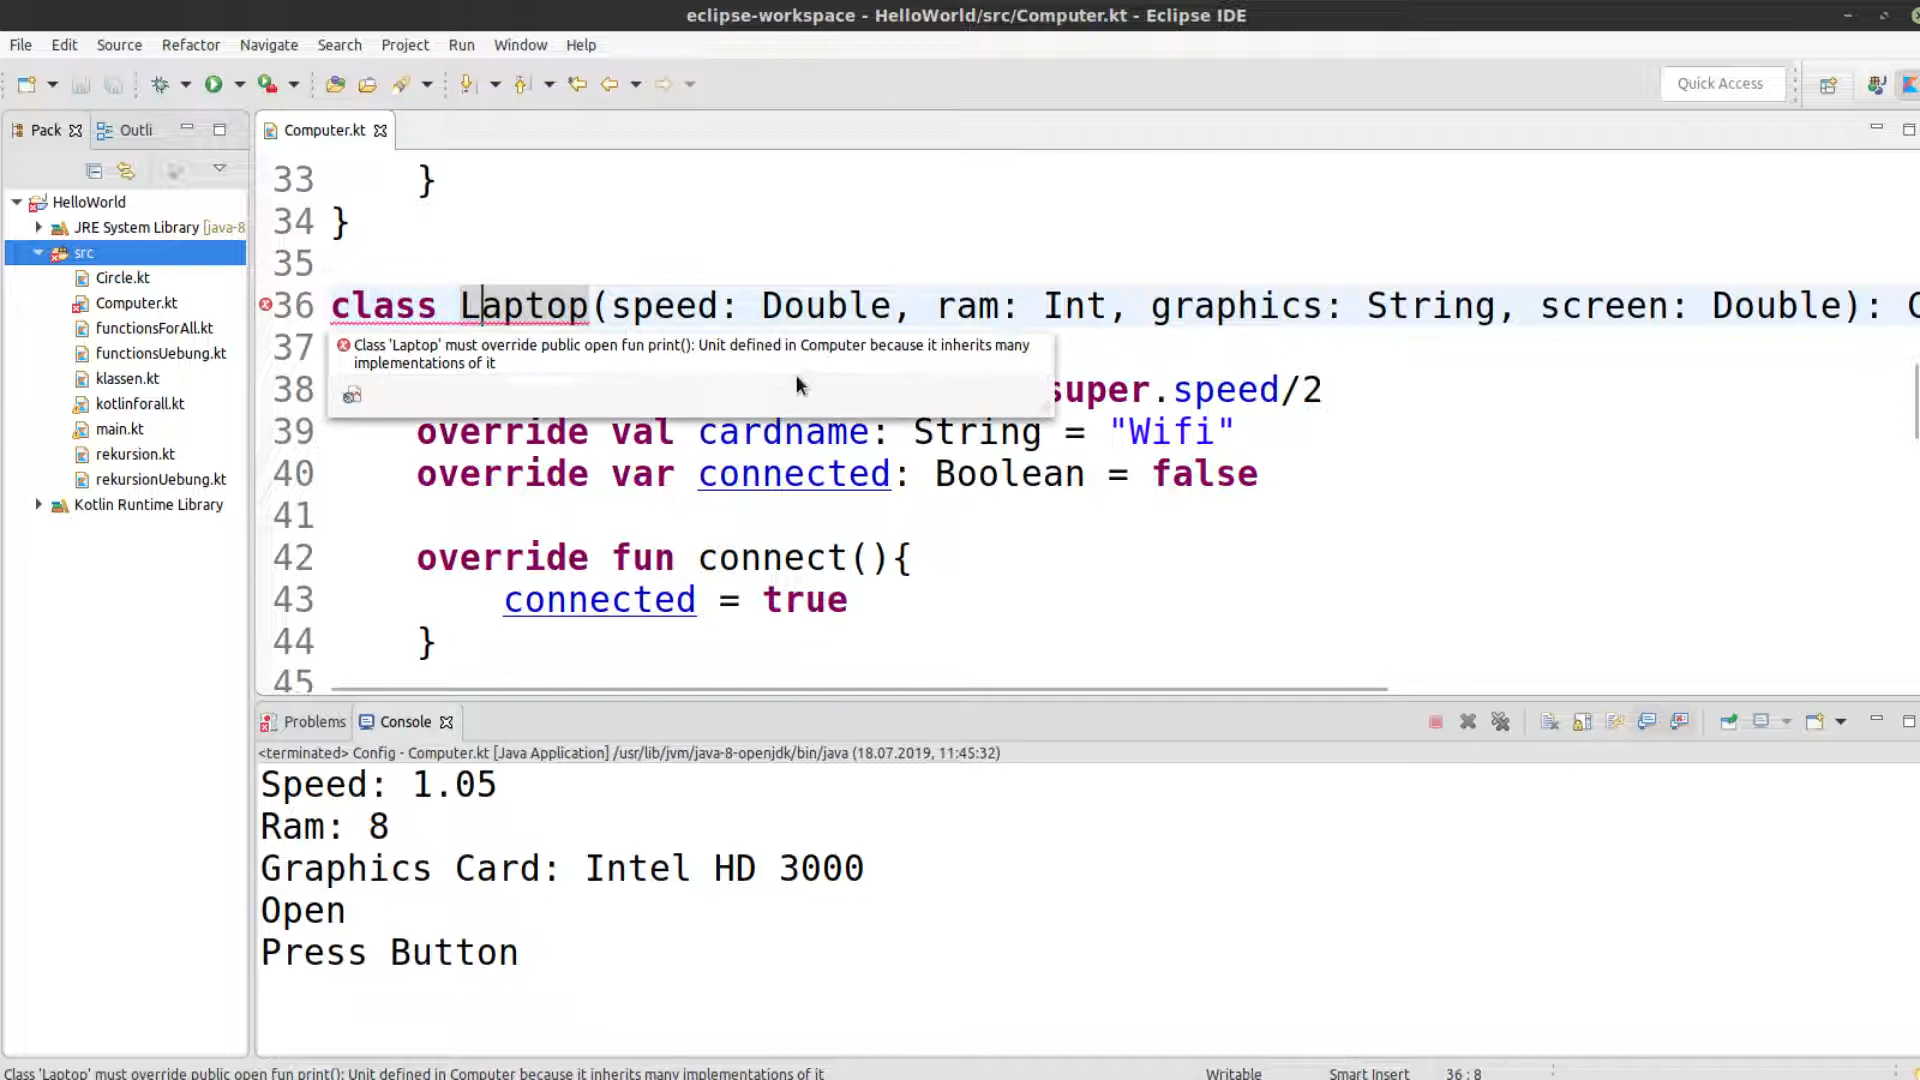 eclipse-workspace - HelloWorld/src/Computer.kt - Eclipse IDE
File Edit Source Refactor Navigate Search Project Run Window Help
Quick Access
Pack Outli
Computer.kt
HelloWorld
JRE System Library [java-8
src
Circle.kt
Computer.kt
functionsForAll.kt
functionsUebung.kt
klassen.kt
kotlinforall.kt
main.kt
rekursion.kt
rekursionUebung.kt
Kotlin Runtime Library
33 }
34 }
35
36 class Laptop(speed: Double, ram: Int, graphics: String, screen: Double): C
37
Class 'Laptop' must override public open fun print(): Unit defined in Computer because it inherits many
implementations of it
38 super.speed/2
39 override val cardname: String = "Wifi"
40 override var connected: Boolean = false
41
42 override fun connect(){
43 connected = true
44 }
45
Problems Console
<terminated> Config - Computer.kt [Java Application] /usr/lib/jvm/java-8-openjdk/bin/java (18.07.2019, 11:45:32)
Speed: 1.05
Ram: 8
Graphics Card: Intel HD 3000
Open
Press Button
Class 'Laptop' must override public open fun print(): Unit defined in Computer because it inherits many implementations of it
Writable Smart Insert 36 : 8